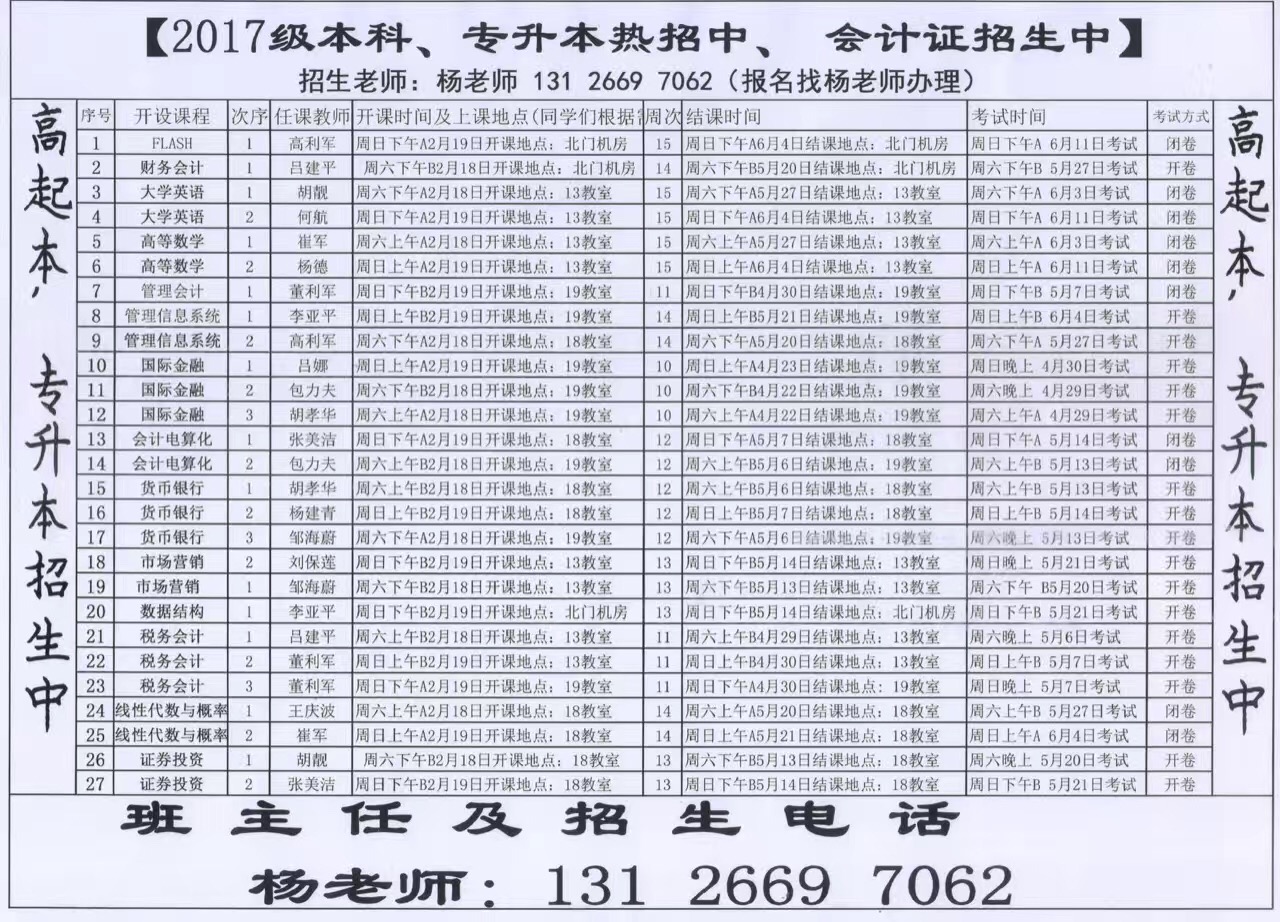 【2017级本科、专升本热招中、 会计证招生中】
招生老师：杨老师 131 2669 7062（报名找杨老师办理）
高起本，专升本招生中
序号 开设课程 次序 任课教师 开课时间及上课地点(同学们根据 周次 结课时间 考试时间 考试方式
1 FLASH 1 高利军 周日下午A2月19日开课地点：北门机房 15 周日下午A6月4日结课地点：北门机房 周日下午A 6月11日考试 闭卷
2 财务会计 1 吕建平 周六下午B2月18日开课地点：北门机房 14 周六下午B5月20日结课地点：北门机房 周六下午B 5月27日考试 开卷
3 大学英语 1 胡靓 周六下午A2月18日开课地点：13教室 15 周六下午A5月27日结课地点：13教室 周六下午A 6月3日考试 闭卷
4 大学英语 2 何航 周日下午A2月19日开课地点：13教室 15 周日下午A6月4日结课地点：13教室 周日下午A 6月11日考试 闭卷
5 高等数学 1 崔军 周六上午A2月18日开课地点：13教室 15 周六上午A5月27日结课地点：13教室 周六上午A 6月3日考试 闭卷
6 高等数学 2 杨德 周日上午A2月19日开课地点：13教室 15 周日上午A6月4日结课地点：13教室 周日上午A 6月11日考试 闭卷
7 管理会计 1 董利军 周日下午B2月19日开课地点：19教室 11 周日下午B4月30日结课地点：19教室 周日下午B 5月7日考试 闭卷
8 管理信息系统 1 李亚平 周日上午B2月19日开课地点：19教室 14 周日上午B5月21日结课地点：19教室 周日上午B 6月4日考试 开卷
9 管理信息系统 2 高利军 周六下午A2月18日开课地点：18教室 14 周六下午A5月20日结课地点：18教室 周六下午A 5月27日考试 开卷
10 国际金融 1 吕娜 周日上午A2月19日开课地点：19教室 10 周日上午A4月23日结课地点：19教室 周日晚上 4月30日考试 开卷
11 国际金融 2 包力夫 周六下午B2月18日开课地点：19教室 10 周六下午B4月22日结课地点：19教室 周六晚上 4月29日考试 开卷
12 国际金融 3 胡孝华 周六上午A2月18日开课地点：19教室 10 周六上午A4月22日结课地点：19教室 周六上午A 4月29日考试 开卷
13 会计电算化 1 张美洁 周日下午A2月19日开课地点：18教室 12 周日下午A5月7日结课地点：18教室 周日下午A 5月14日考试 闭卷
14 会计电算化 2 包力夫 周六上午B2月18日开课地点：19教室 12 周六上午B5月6日结课地点：19教室 周六上午B 5月13日考试 闭卷
15 货币银行 1 胡孝华 周六上午B2月18日开课地点：18教室 12 周六上午B5月6日结课地点：18教室 周六上午B 5月13日考试 开卷
16 货币银行 2 杨建青 周日上午B2月19日开课地点：18教室 12 周日上午B5月7日结课地点：18教室 周日上午B 5月14日考试 开卷
17 货币银行 3 邹海蔚 周六下午A2月18日开课地点：19教室 12 周六下午A5月6日结课地点：19教室 周六晚上 5月13日考试 开卷
18 市场营销 2 刘保莲 周日下午B2月19日开课地点：13教室 13 周日下午B5月14日结课地点：13教室 周日晚上 5月21日考试 开卷
19 市场营销 1 邹海蔚 周六下午B2月18日开课地点：13教室 13 周六下午B5月13日结课地点：13教室 周六下午 B5月20日考试 开卷
20 数据结构 1 李亚平 周日下午B2月19日开课地点：北门机房 13 周日下午B5月14日结课地点：北门机房 周日下午B 5月21日考试 开卷
21 税务会计 1 吕建平 周六上午B2月18日开课地点：13教室 11 周六上午B4月29日结课地点：13教室 周六晚上 5月6日考试 开卷
22 税务会计 2 董利军 周日上午B2月19日开课地点：13教室 11 周日上午B4月30日结课地点：13教室 周日上午B 5月7日考试 开卷
23 税务会计 3 董利军 周日下午A2月19日开课地点：19教室 11 周日下午A4月30日结课地点：19教室 周日晚上 5月7日考试 开卷
24 线性代数与概率 1 王庆波 周六上午A2月18日开课地点：18教室 14 周六上午A5月20日结课地点：18教室 周六上午B 5月27日考试 闭卷
25 线性代数与概率 2 崔军 周日上午A2月19日开课地点：18教室 14 周日上午A5月21日结课地点：18教室 周日上午A 6月4日考试 闭卷
26 证券投资 1 胡靓 周六下午B2月18日开课地点：18教室 13 周六下午B5月13日结课地点：18教室 周六晚上 5月20日考试 开卷
27 证券投资 2 张美洁 周日下午B2月19日开课地点：18教室 13 周日下午B5月14日结课地点：18教室 周日下午B 5月21日考试 开卷
高起本，专升本招生中
班主任及招生电话
杨老师：131 2669 7062